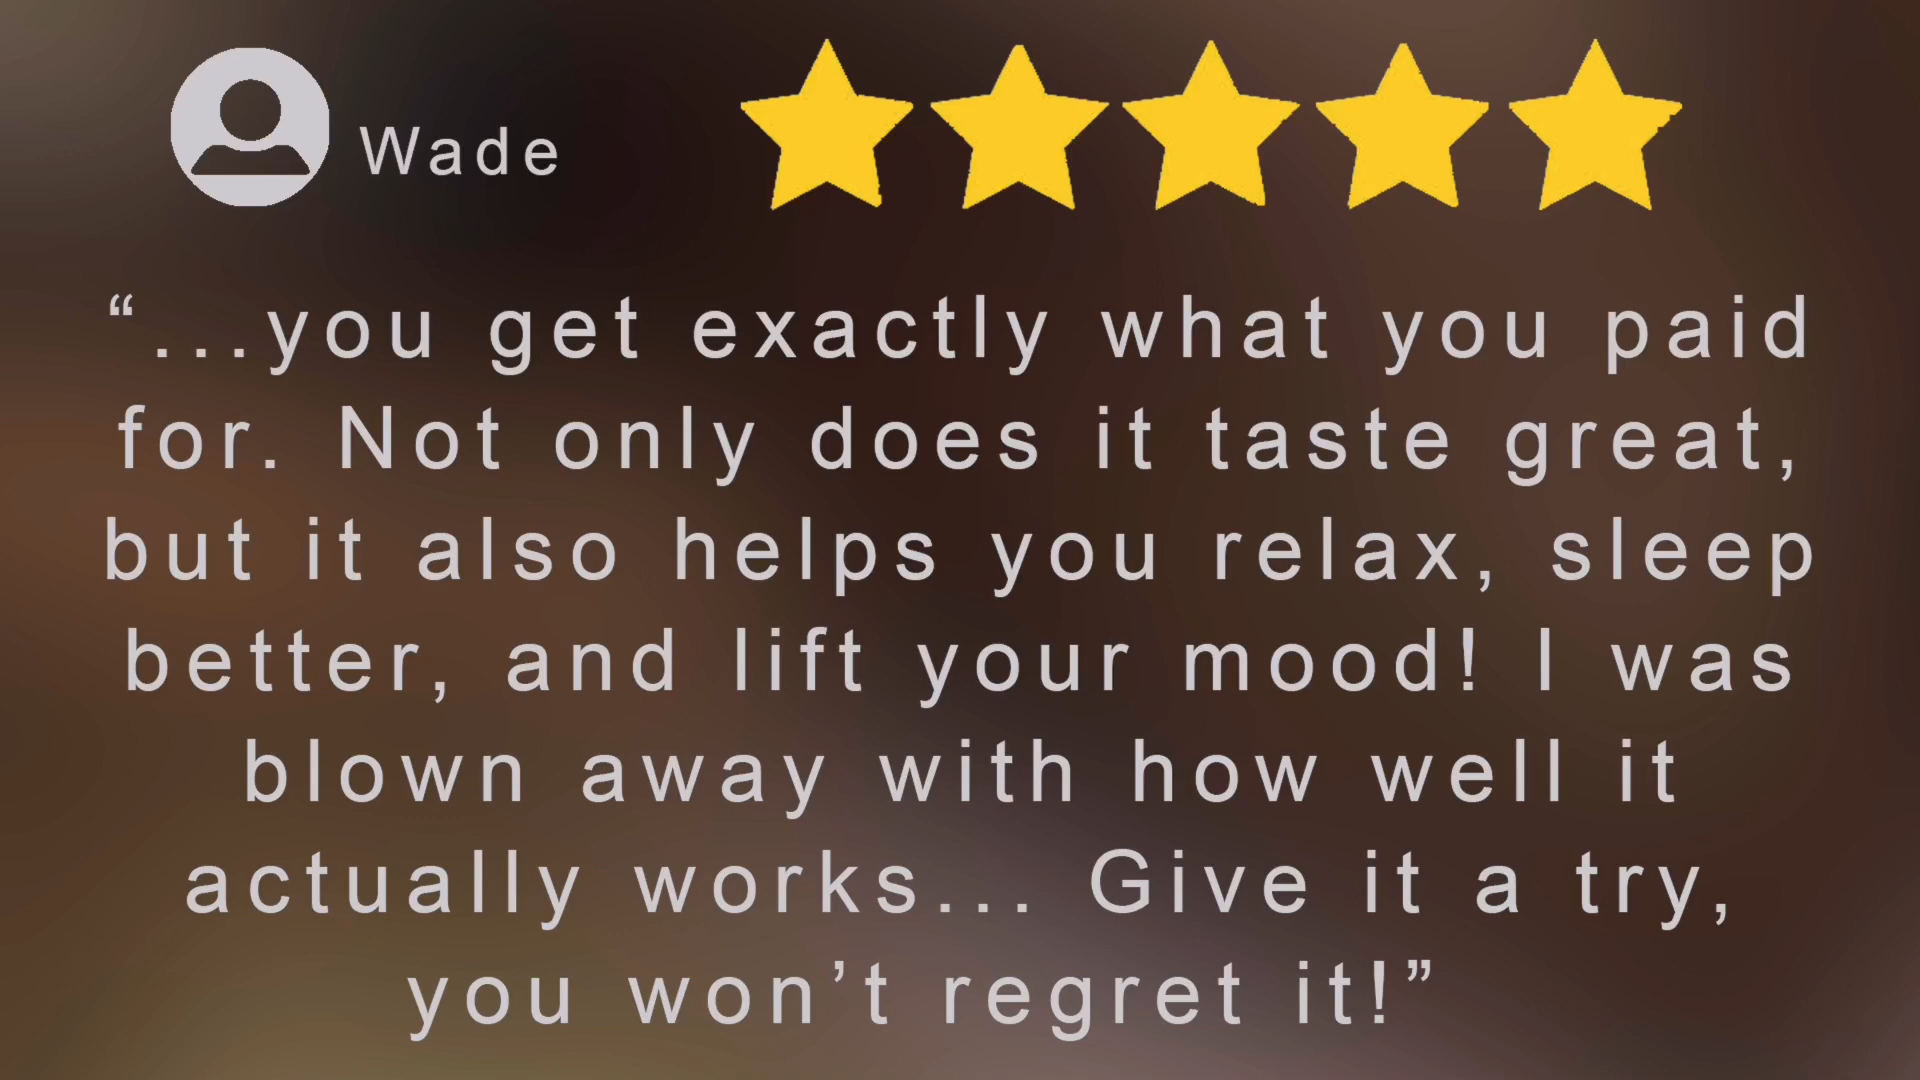 Wade
“...you get exactly what you paid
for. Not only does it taste great,
but it also helps you relax, sleep
better, and lift your mood! I was
blown away with how well it
actually works... Give it a try,
you won’t regret it!”